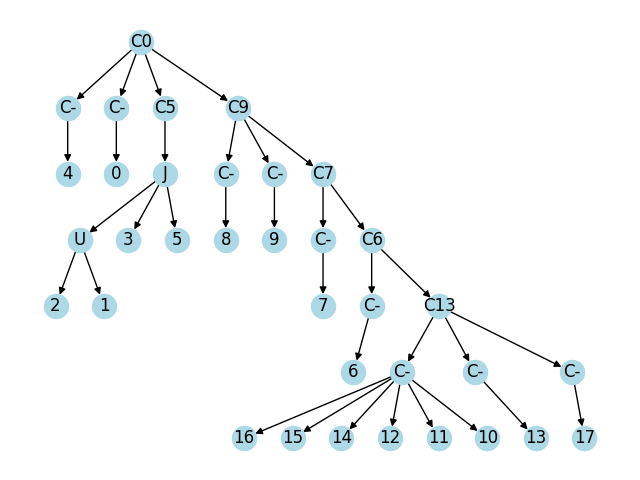 C0
C- C- C5 C9
4 0 J C- C- C7
U 3 5 8 9 C- C6
2 1 7 C- C13
6 C- C- C-
16 15 14 12 11 10 13 17